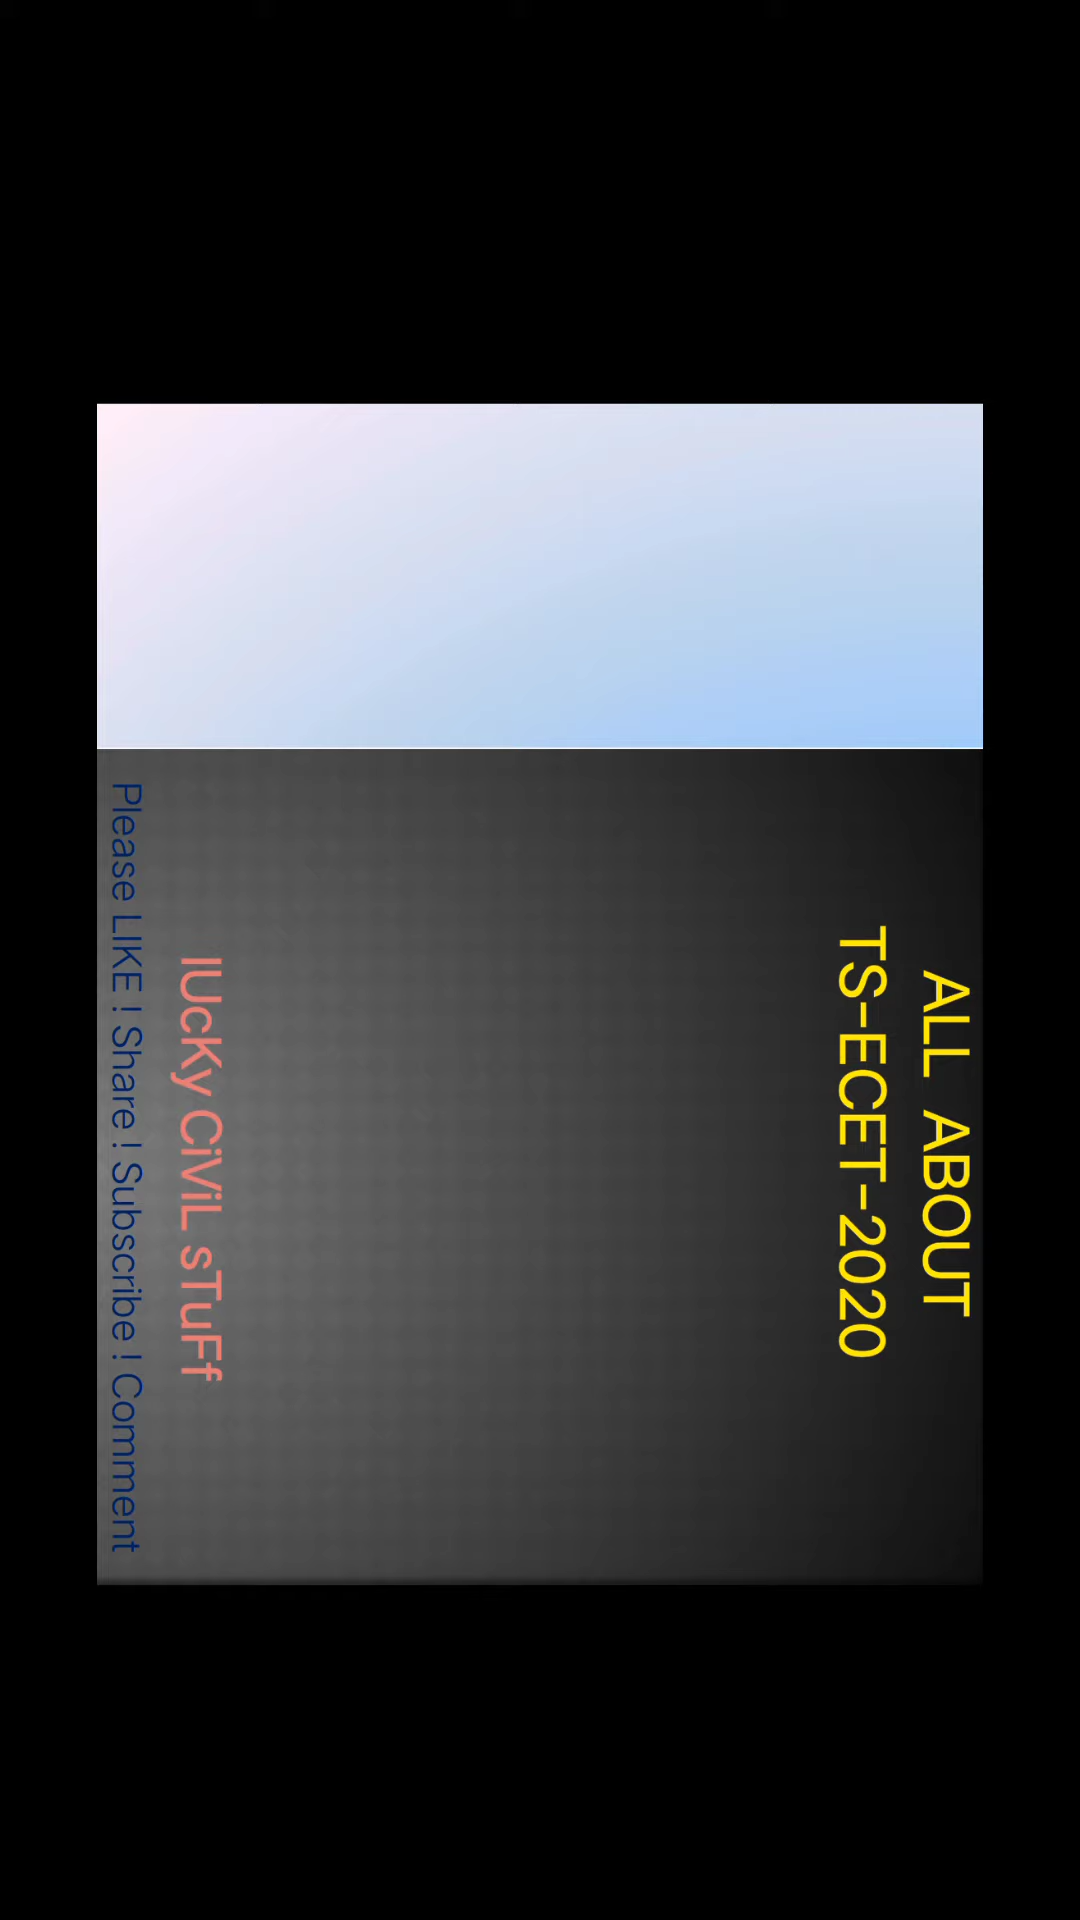 ALL ABOUT
TS-ECET-2020
lUcKy CiViL sTuFf
Please LIKE ! Share ! Subscribe ! Comment